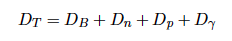 D_T = D_B + D_n + D_p + D_γ